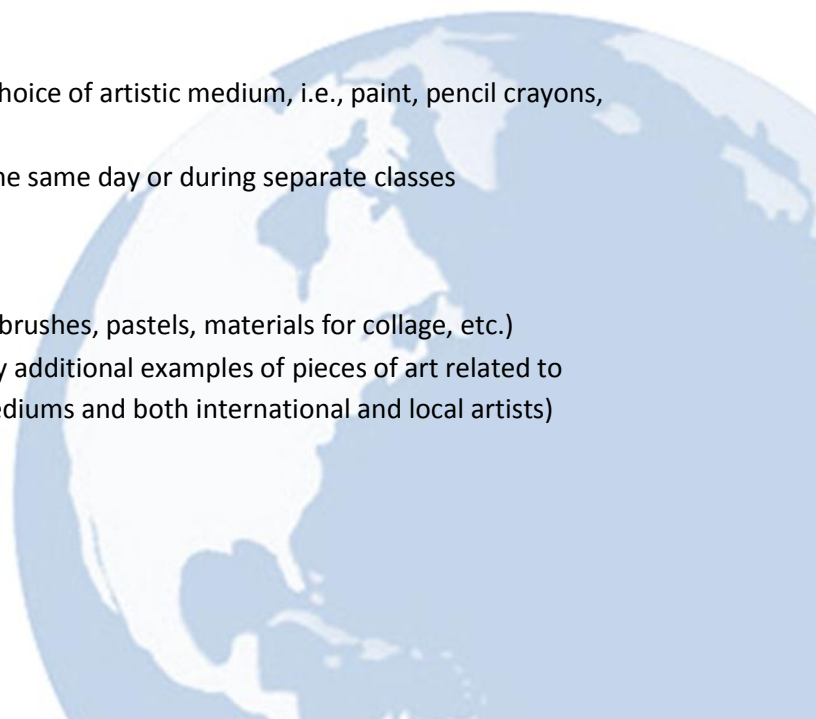 hoice of artistic medium, i.e., paint, pencil crayons,
he same day or during separate classes
brushes, pastels, materials for collage, etc.)
y additional examples of pieces of art related to
ediums and both international and local artists)